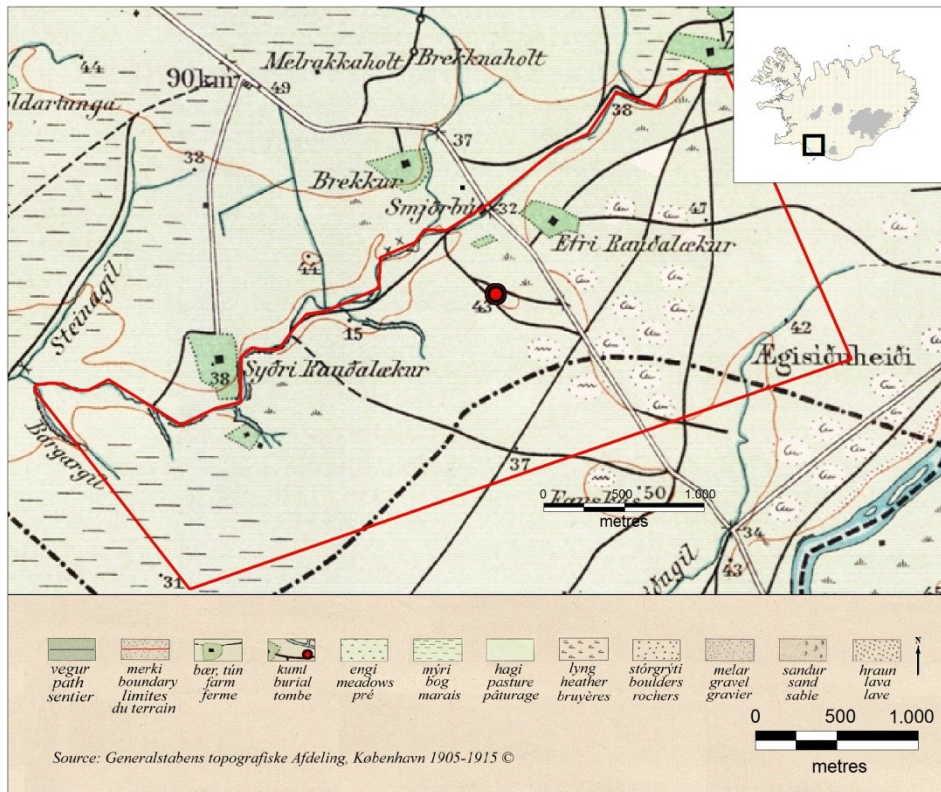 44
Melrakkaholt
Brekknaholt
90km
49
oldartunga
38
37
38
Brekkur
Smjörbú
32
47
Efri Rauðalækur
Steinagil
44
43
15
42
Ægisíðuheiði
Syðri Rauðalækur
38
Borgargil
37
50
0 500 1.000
metres
34
31
43
ðugil
vegur
path
sentier
merki
boundary
limites
du terrain
bær, tún
farm
ferme
kuml
burial
tombe
engi
meadows
pré
mýri
bog
marais
hagi
pasture
pâturage
lyng
heather
bruyères
stórgrýti
boulders
rochers
melar
gravel
gravier
sandur
sand
sable
hraun
lava
lave
N
0 500 1.000
metres
Source: Generalstabens topografiske Afdeling, København 1905-1915 ©